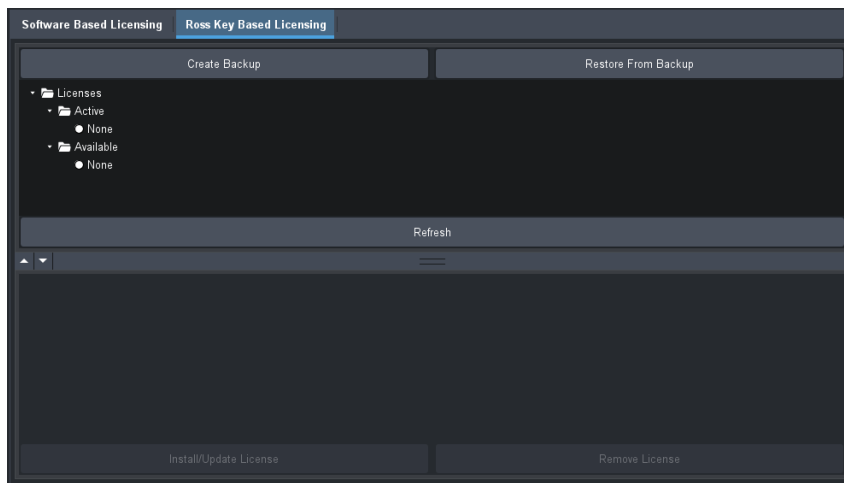 Software Based Licensing Ross Key Based Licensing
Create Backup Restore From Backup
Licenses
Active
None
Available
None
Refresh
Install/Update License Remove License